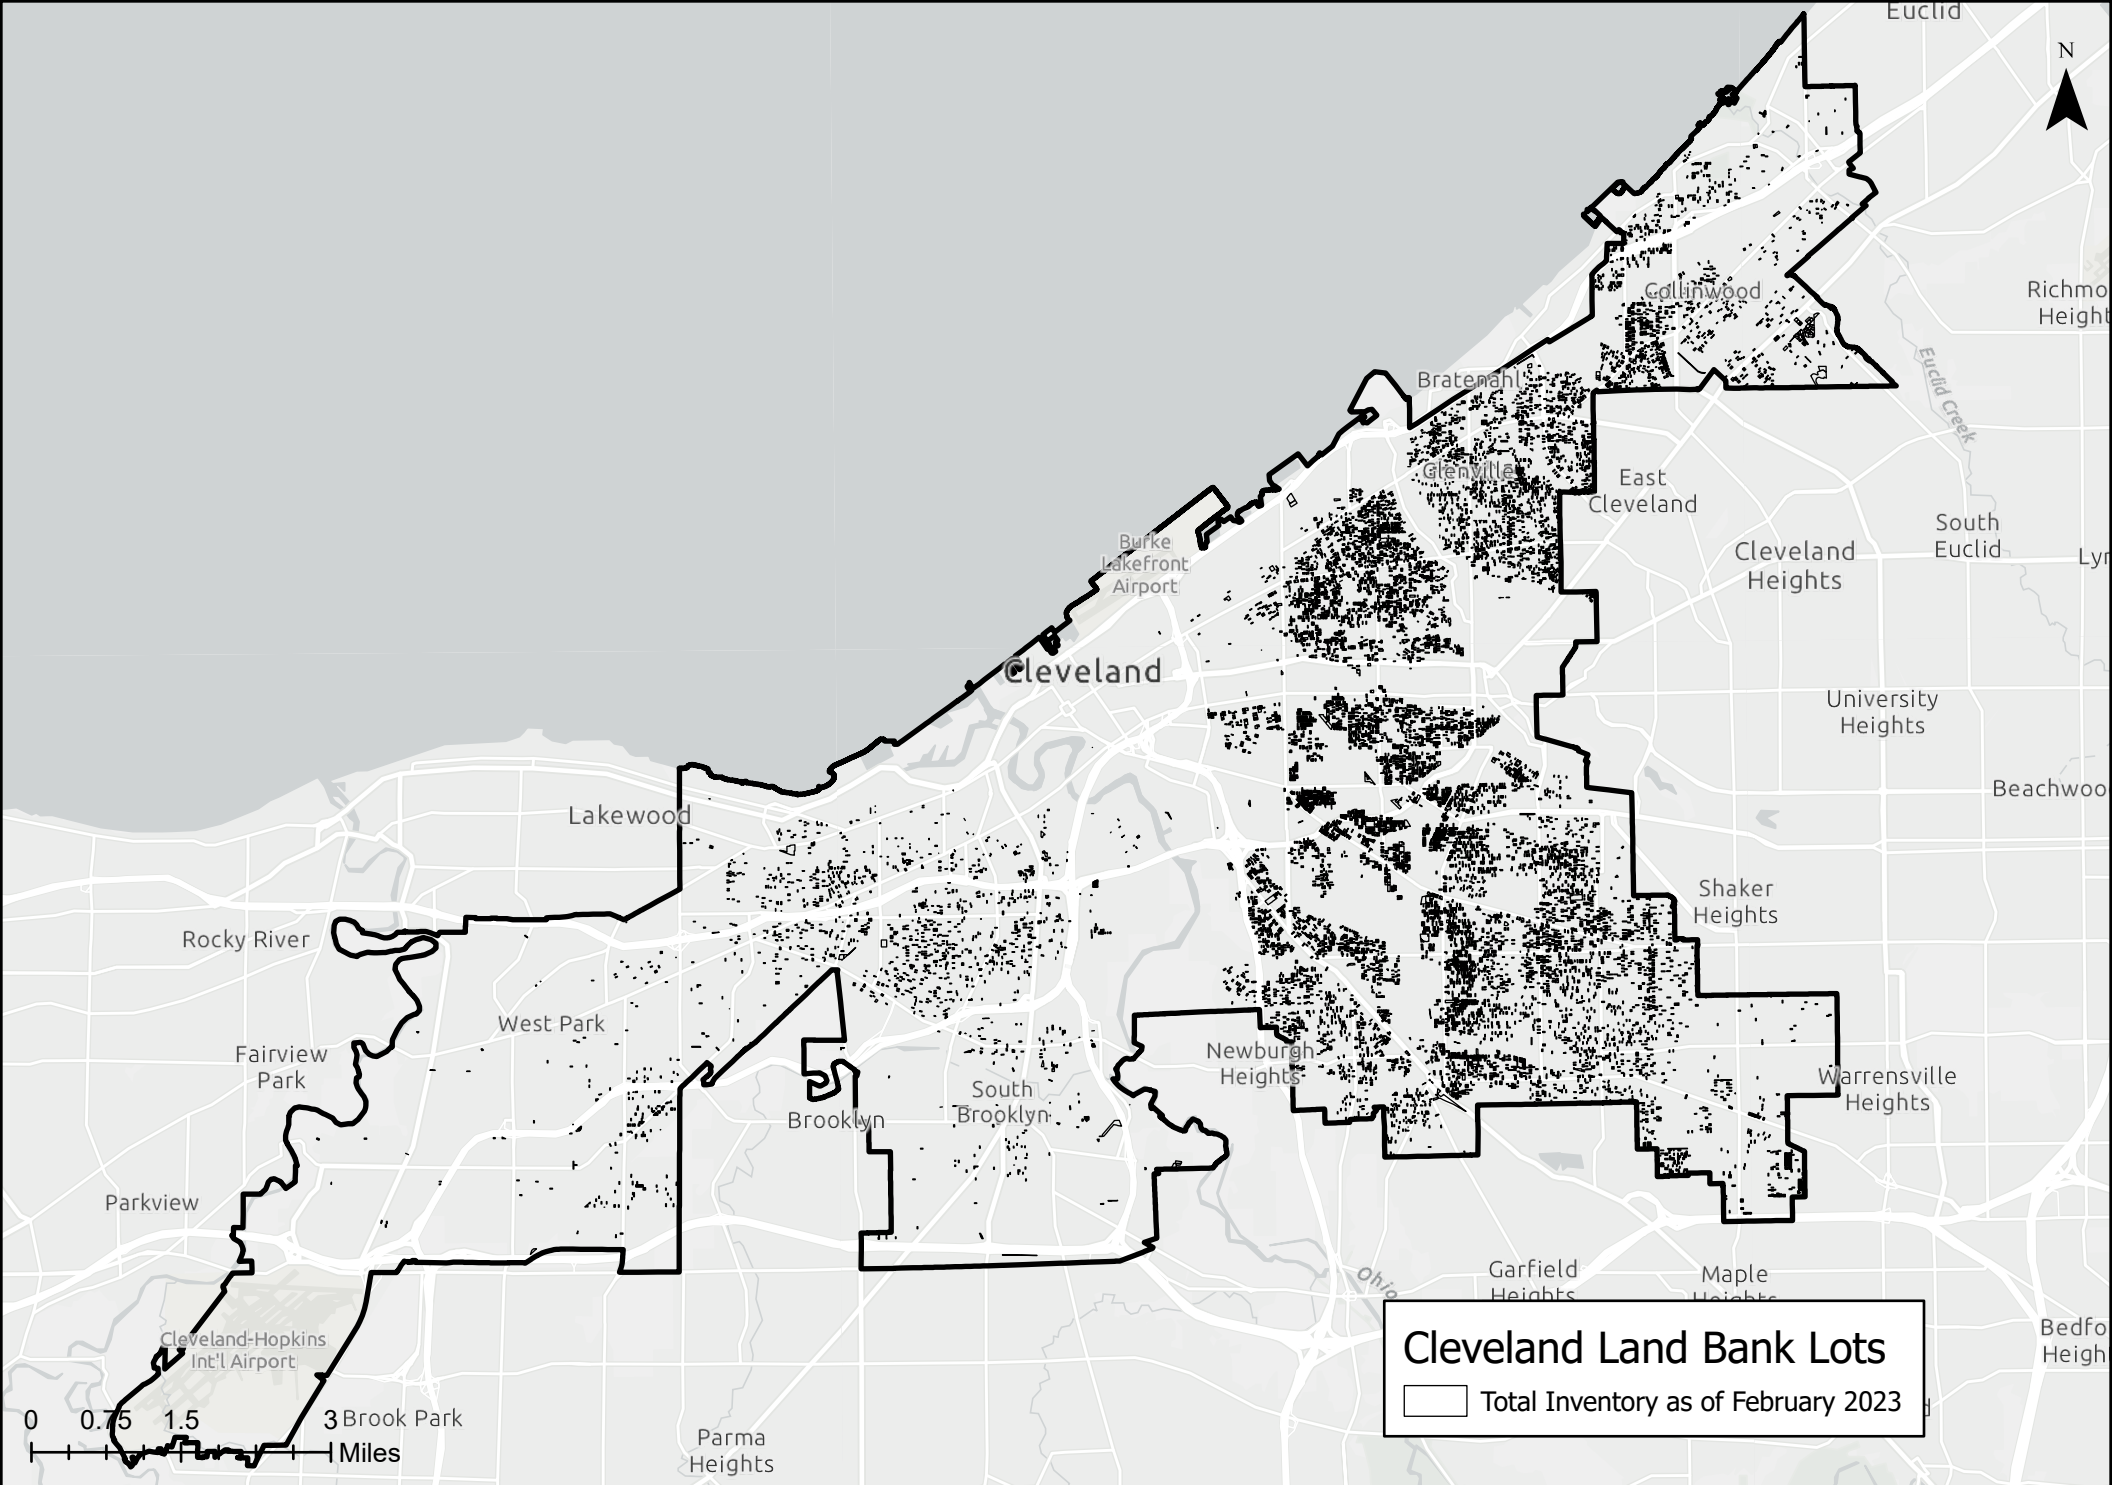 Euclid
N
Richmo
Height
Collinwood
Euclid Creek
Bratenahl
Glenville
East
Cleveland
South
Euclid
Burke
Lakefront
Airport
Cleveland
Heights
Lyn
Cleveland
University
Heights
Beachwoo
Lakewood
Shaker
Heights
Rocky River
West Park
Fairview
Park
Newburgh
Heights
South
Brooklyn
Brooklyn
Warrensville
Heights
Parkview
Garfield
Heights
Maple
Heights
Ohio
Cleveland-Hopkins
Int'l Airport
Bedfo
Heigh
Cleveland Land Bank Lots
Total Inventory as of February 2023
0 0.75 1.5 3
Miles
Brook Park
Parma
Heights